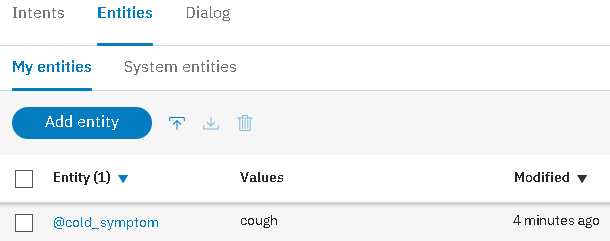 Intents Entities Dialog
My entities System entities
Add entity
Entity (1) Values Modified
@cold_symptom cough 4 minutes ago